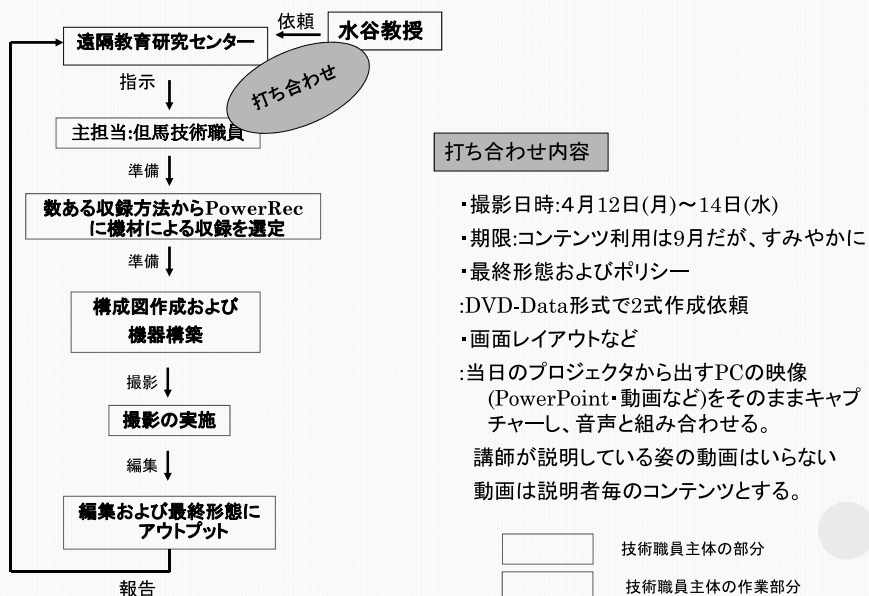 依頼
水谷教授
遠隔教育研究センター
打ち合わせ
指示
主担当:但馬技術職員
準備
数ある収録方法からPowerRec
に機材による収録を選定
準備
構成図作成および
機器構築
撮影
撮影の実施
編集
編集および最終形態に
アウトプット
報告
打ち合わせ内容
・撮影日時:4月12日(月)～14日(水)
・期限:コンテンツ利用は9月だが、すみやかに
・最終形態およびポリシー
:DVD-Data形式で2式作成依頼
・画面レイアウトなど
:当日のプロジェクタから出すPCの映像
(PowerPoint・動画など)をそのままキャプ
チャーし、音声と組み合わせる。
講師が説明している姿の動画はいらない
動画は説明者毎のコンテンツとする。
技術職員主体の部分
技術職員主体の作業部分